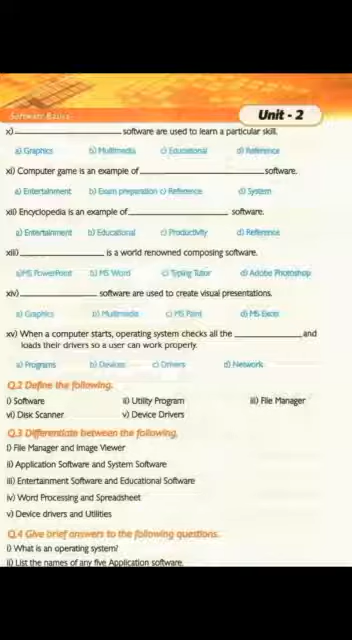 Software Basics
Unit - 2
x) ____________ software are used to learn a particular skill.
a) Graphics b) Multimedia c) Educational d) Reference
xi) Computer game is an example of ____________ software.
a) Entertainment b) Exam preparation c) Reference d) System
xii) Encyclopedia is an example of ____________ software.
a) Entertainment b) Educational c) Productivity d) Reference
xiii) ____________ is a world renowned composing software.
a)MS PowerPoint b) MS Word c) Typing Tutor d) Adobe Photoshop
xiv) ____________ software are used to create visual presentations.
a) Graphics b) Multimedia c) MS Paint d) MS Excel
xv) When a computer starts, operating system checks all the ____________ and
loads their drivers so a user can work properly.
a) Programs b) Devices c) Drivers d) Network
Q.2 Define the following.
i) Software ii) Utility Program iii) File Manager
vi) Disk Scanner v) Device Drivers
Q.3 Differentiate between the following.
i) File Manager and Image Viewer
ii) Application Software and System Software
iii) Entertainment Software and Educational Software
iv) Word Processing and Spreadsheet
v) Device drivers and Utilities
Q.4 Give brief answers to the following questions.
i) What is an operating system?
ii) List the names of any five Application software.